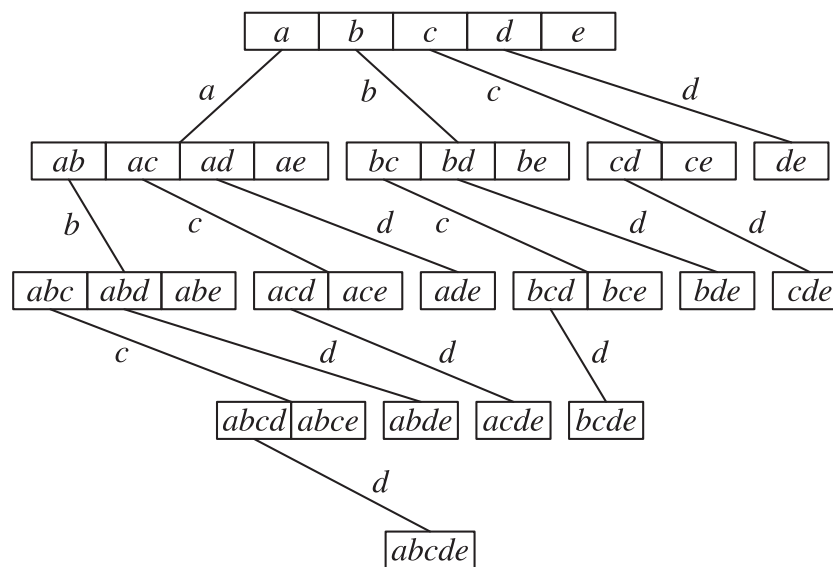 a b c d e
a b c d
ab ac ad ae bc bd be cd ce de
b c d c d d
abc abd abe acd ace ade bcd bce bde cde
c d d d
abcd abce abde acde bcde
d
abcde